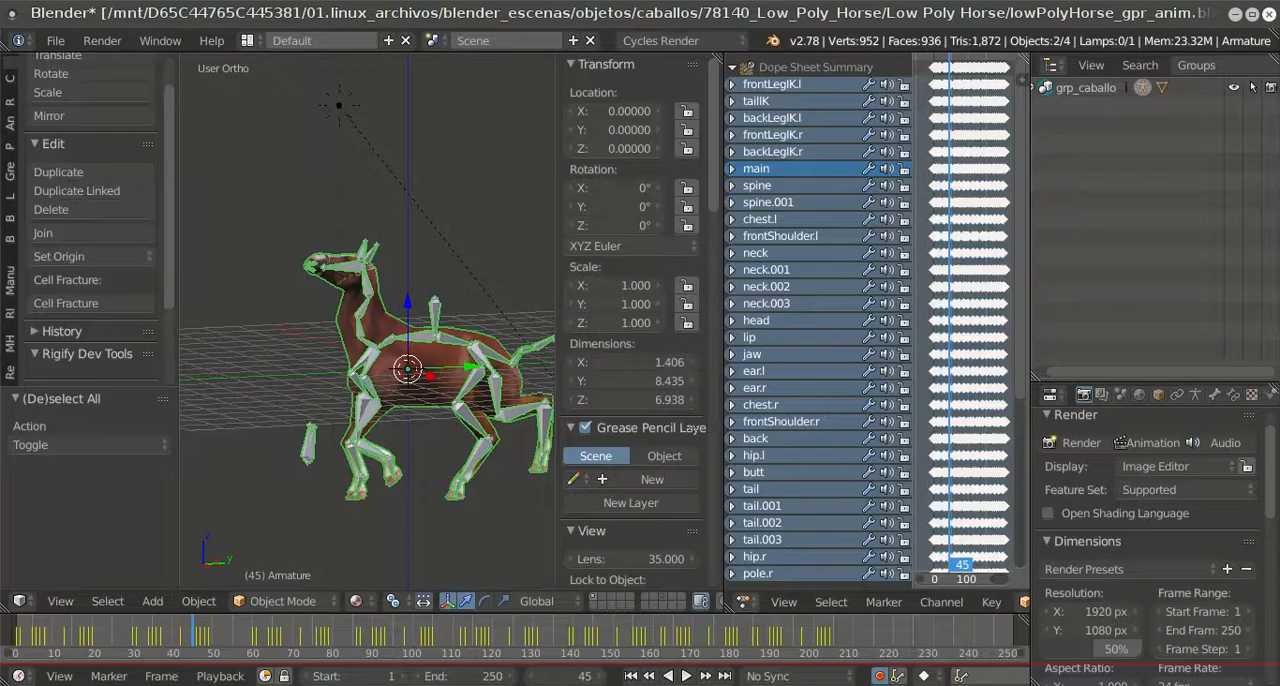 Blender* [/mnt/D65C44765C445381/01.linux_archivos/blender_escenas/objetos/caballos/78140_Low_Poly_Horse/Low Poly Horse/lowPolyHorse_gpr_anim.bl
File Render Window Help Default Scene Cycles Render v2.78 | Verts:952 | Faces:936 | Tris:1,872 | Objects:2/4 | Lamps:0/1 | Mem:23.32M | Armature
Translate
Rotate
Scale
Mirror
Edit
Duplicate
Duplicate Linked
Delete
Join
Set Origin
Cell Fracture:
Cell Fracture
History
Rigify Dev Tools
C
R
An
P
Gre
L
B
B
Manu
RI
MH
Re
(De)select All
Action
Toggle
User Ortho
z
y
(45) Armature
Transform
Location:
X: 0.00000
Y: 0.00000
Z: 0.00000
Rotation:
X: 0°
Y: 0°
Z: 0°
XYZ Euler
Scale:
X: 1.000
Y: 1.000
Z: 1.000
Dimensions:
X: 1.406
Y: 8.435
Z: 6.938
Grease Pencil Laye
Scene Object
New
New Layer
View
Lens: 35.000
Lock to Object:
Dope Sheet Summary
frontLegIK.l
tailIK
backLegIK.l
frontLegIK.r
backLegIK.r
main
spine
spine.001
chest.l
frontShoulder.l
neck
neck.001
neck.002
neck.003
head
lip
jaw
ear.l
ear.r
chest.r
frontShoulder.r
back
hip.l
butt
tail
tail.001
tail.002
tail.003
hip.r
pole.r
45
0 100
View Search Groups
grp_caballo
Render
Render Animation Audio
Display: Image Editor
Feature Set: Supported
Open Shading Language
Dimensions
Render Presets
Resolution: Frame Range:
X: 1920 px Start Frame: 1
Y: 1080 px End Fram: 250
50% Frame Step: 1
Aspect Ratio: Frame Rate:
View Select Add Object Object Mode Global
View Select Marker Channel Key
0 10 20 30 40 50 60 70 80 90 100 110 120 130 140 150 160 170 180 190 200 210 220 230 240 250
View Marker Frame Playback Start: 1 End: 250 45 No Sync